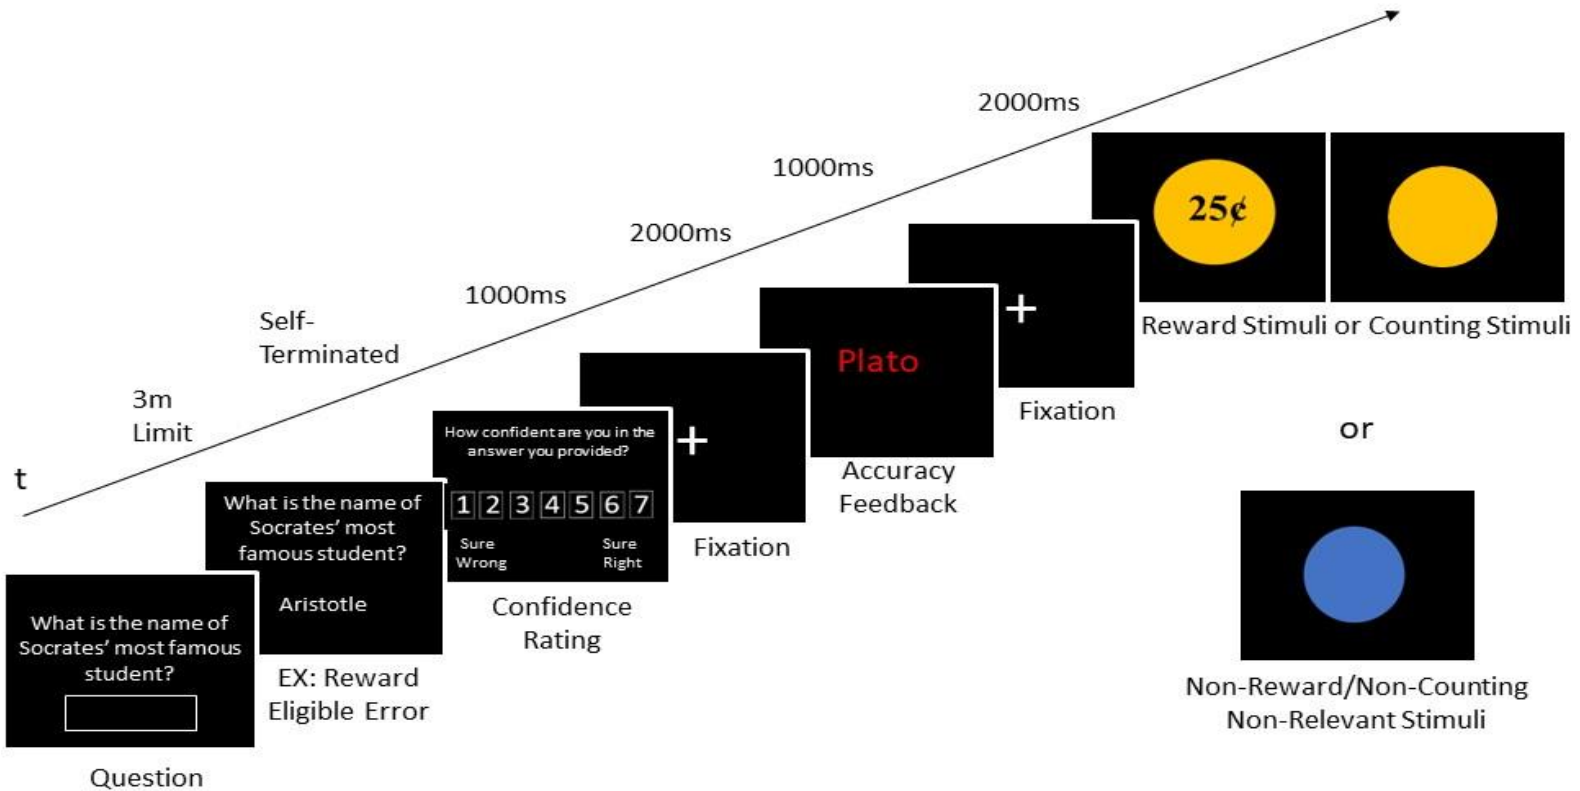 t
3m
Limit
Self-
Terminated
1000ms
2000ms
1000ms
2000ms
What is the name of
Socrates’ most famous
student?
Question
What is the name of
Socrates’ most
famous student?
Aristotle
EX: Reward
Eligible Error
How confident are you in the
answer you provided?
1 2 3 4 5 6 7
Sure
Wrong
Sure
Right
Confidence
Rating
+
Fixation
Plato
Accuracy
Feedback
+
Fixation
25¢
Reward Stimuli or Counting Stimuli
or
Non-Reward/Non-Counting
Non-Relevant Stimuli